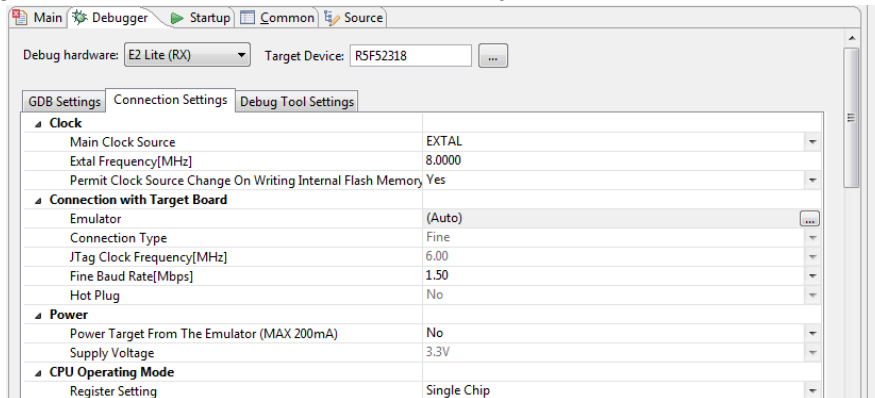 Main Debugger Startup Common Source
Debug hardware: E2 Lite (RX) Target Device: R5F52318 ...
GDB Settings Connection Settings Debug Tool Settings
Clock
Main Clock Source EXTAL
Extal Frequency[MHz] 8.0000
Permit Clock Source Change On Writing Internal Flash Memory Yes
Connection with Target Board
Emulator (Auto) ...
Connection Type Fine
JTag Clock Frequency[MHz] 6.00
Fine Baud Rate[Mbps] 1.50
Hot Plug No
Power
Power Target From The Emulator (MAX 200mA) No
Supply Voltage 3.3V
CPU Operating Mode
Register Setting Single Chip